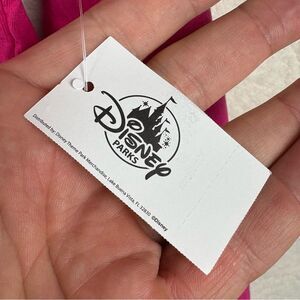 Disney
PARKS
Distributed by: Disney Theme Park Merchandise, Lake Buena Vista, FL 32830 ©Disney